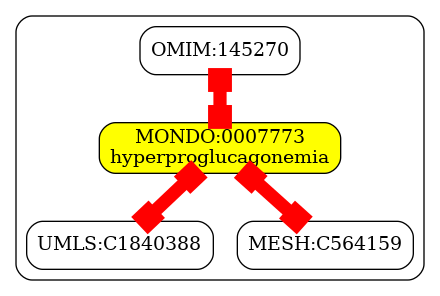 OMIM:145270
MONDO:0007773
hyperproglucagonemia
UMLS:C1840388
MESH:C564159